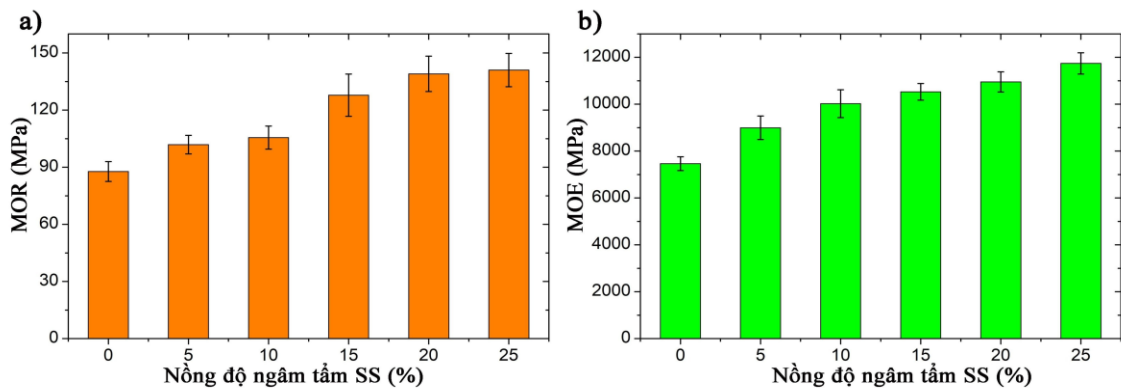 a)
MOR (MPa)
150
120
90
60
30
0
0 5 10 15 20 25
Nồng độ ngâm tẩm SS (%)
b)
MOE (MPa)
12000
10000
8000
6000
4000
2000
0
0 5 10 15 20 25
Nồng độ ngâm tẩm SS (%)